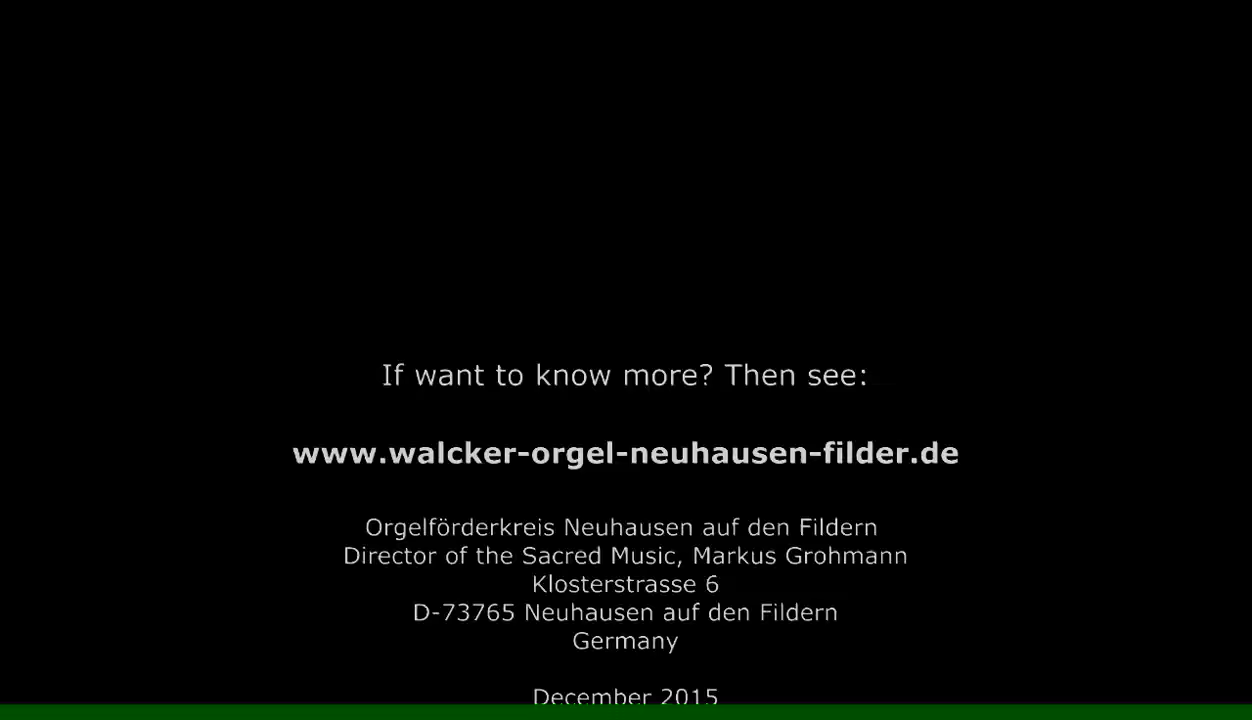 If want to know more? Then see:
www.walcker-orgel-neuhausen-filder.de
Orgelförderkreis Neuhausen auf den Fildern
Director of the Sacred Music, Markus Grohmann
Klosterstrasse 6
D-73765 Neuhausen auf den Fildern
Germany
December 2015